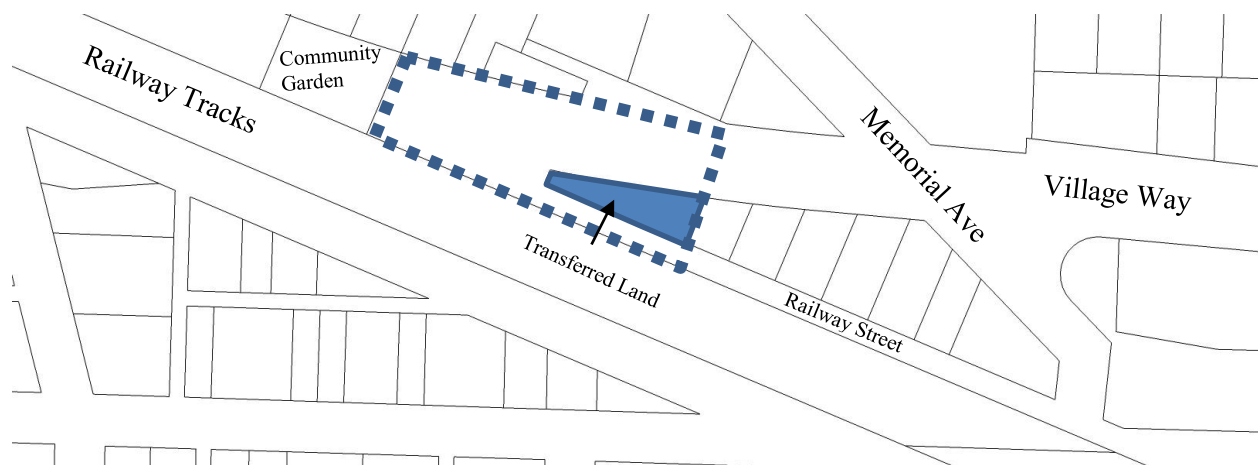 Community
Garden
Railway Tracks
Memorial Ave
Village Way
Transferred Land
Railway Street